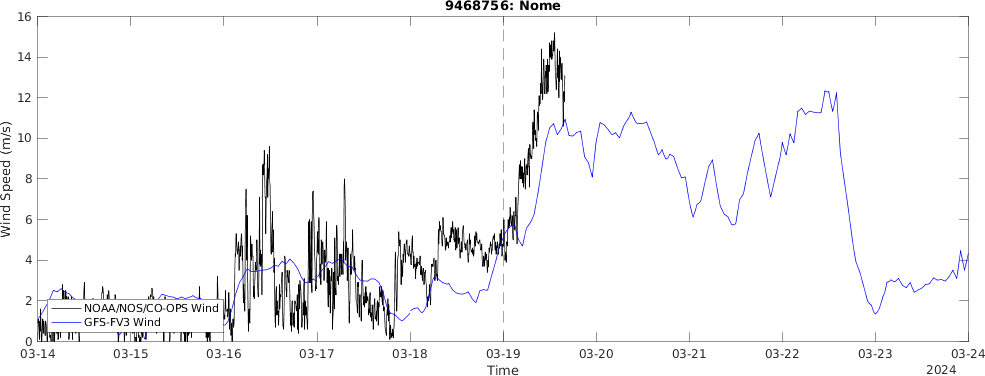 9468756: Nome
16
14
12
10
8
6
4
2
0
Wind Speed (m/s)
NOAA/NOS/CO-OPS Wind
GFS-FV3 Wind
03-14 03-15 03-16 03-17 03-18 03-19 03-20 03-21 03-22 03-23 03-24
Time
2024